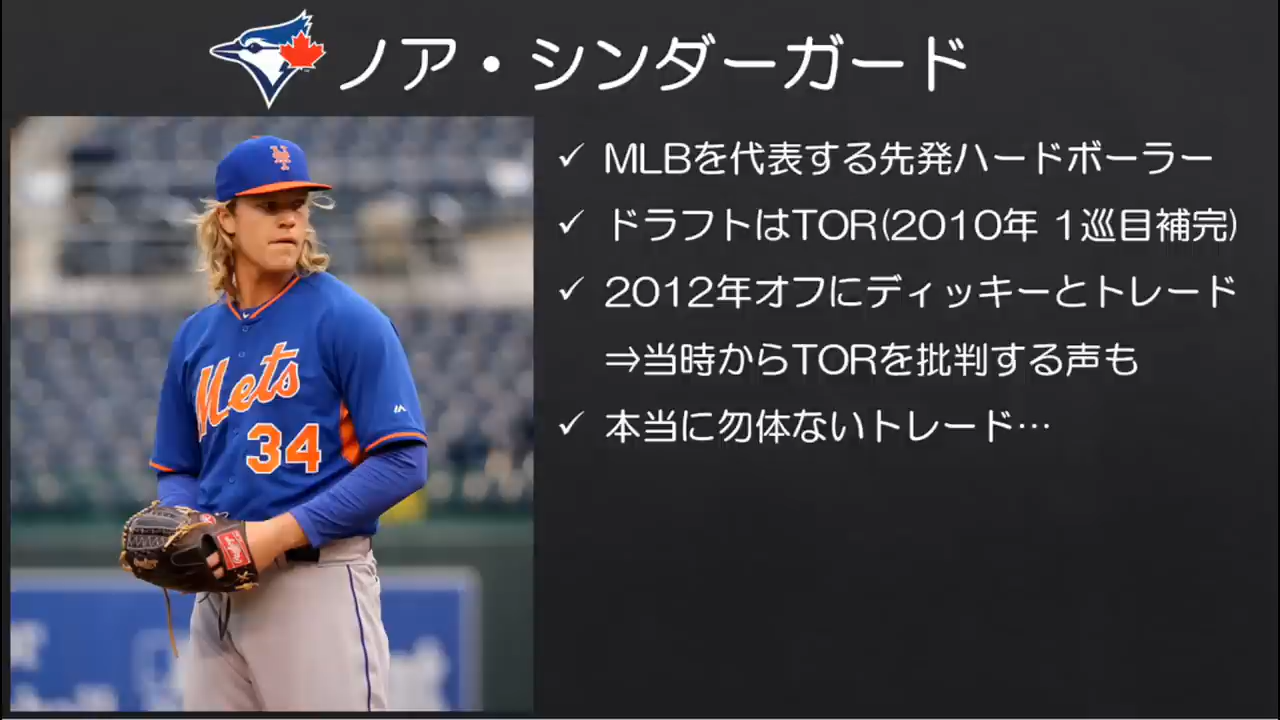 ノア・シンダーガード
✓ MLBを代表する先発ハードボーラー
✓ ドラフトはTOR(2010年 1巡目補完)
✓ 2012年オフにディッキーとトレード
⇒当時からTORを批判する声も
✓ 本当に勿体ないトレード…
Mets
34
Rawlings